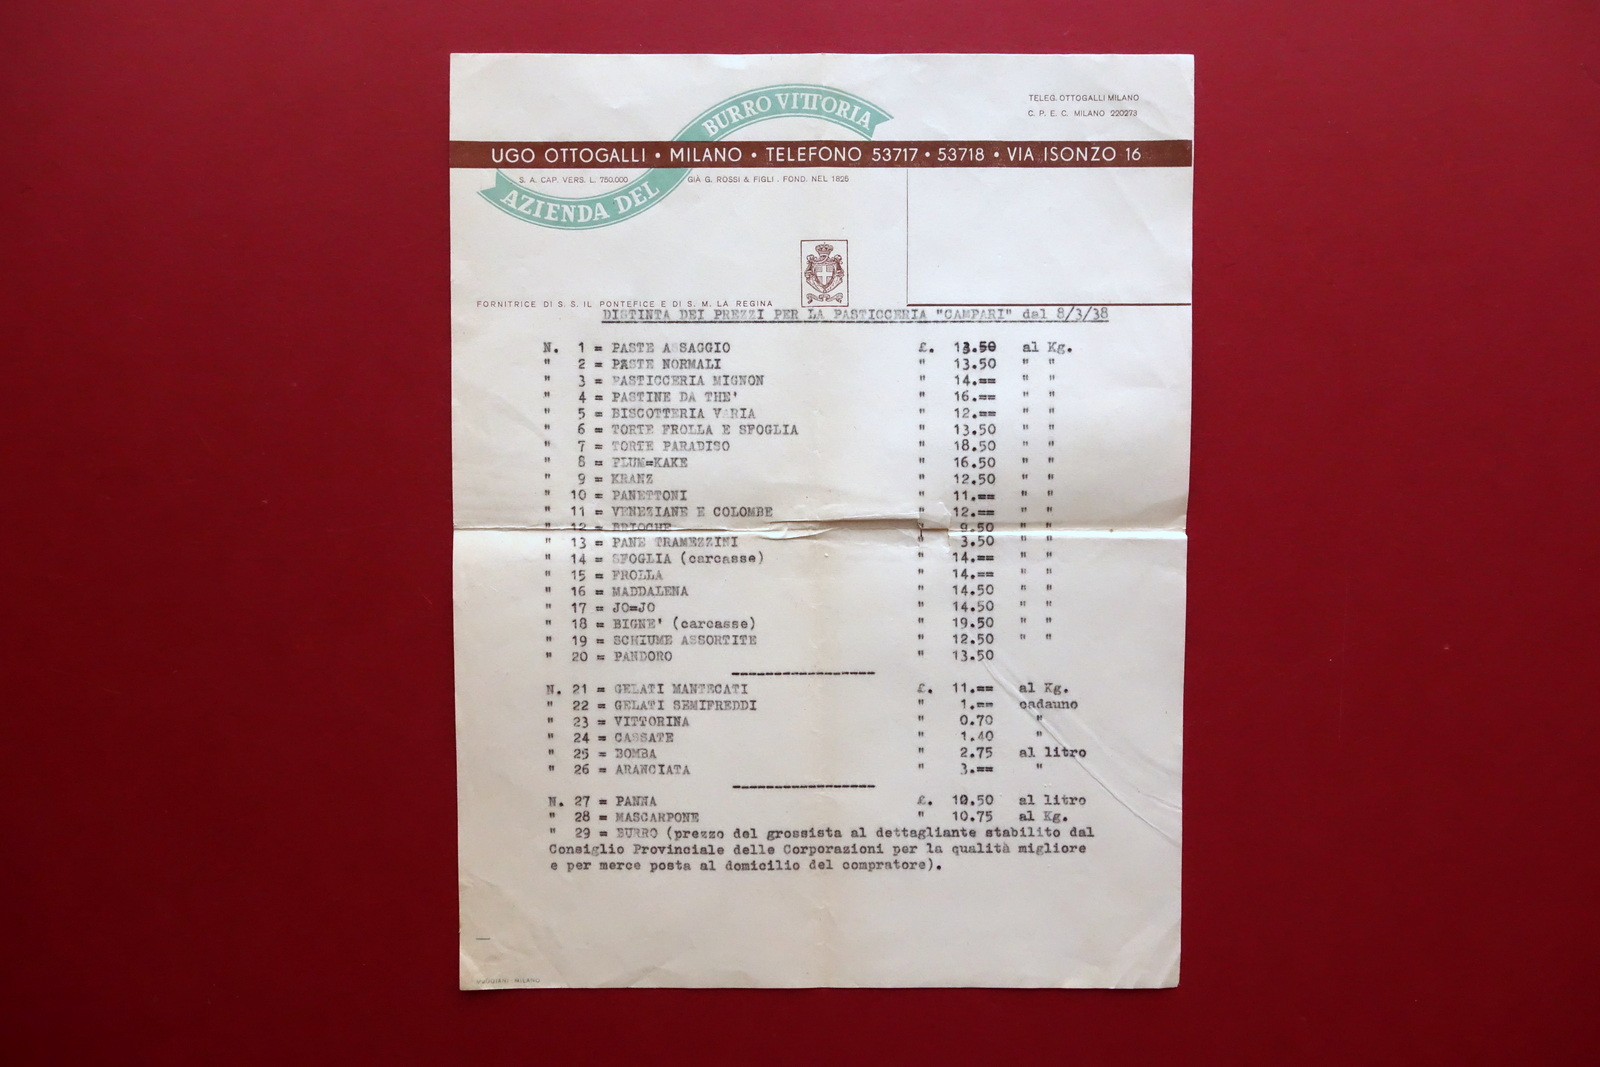 BURRO VITTORIA
TELEG. OTTOGALLI MILANO
C. P. E. C. MILANO 220273
UGO OTTOGALLI • MILANO • TELEFONO 53717 • 53718 • VIA ISONZO 16
S. A. CAP. VERS. L. 750.000 GIÀ G. ROSSI & FIGLI . FOND. NEL 1825
AZIENDA DEL
FORNITRICE DI S. S. IL PONTEFICE E DI S. M. LA REGINA
DISTINTA DEI PREZZI PER LA PASTICCERIA "CAMPARI" dal 8/3/38
N. 1 = PASTE ASSAGGIO £. 13.50 al Kg.
" 2 = PASTE NORMALI " 13.50 " "
" 3 = PASTICCERIA MIGNON " 14.== " "
" 4 = PASTINE DA THE' " 16.== " "
" 5 = BISCOTTERIA VARIA " 12.== " "
" 6 = TORTE FROLLA E SFOGLIA " 13.50 " "
" 7 = TORTE PARADISO " 18.50 " "
" 8 = PLUM=KAKE " 16.50 " "
" 9 = KRANZ " 12.50 " "
" 10 = PANETTONI " 11.== " "
" 11 = VENEZIANE E COLOMBE " 12.== " "
" 12 = BRIOCHE " 9.50 " "
" 13 = PANE TRAMEZZINI " 3.50 " "
" 14 = SFOGLIA (carcasse) " 14.== " "
" 15 = FROLLA " 14.== " "
" 16 = MADDALENA " 14.50 " "
" 17 = JO=JO " 14.50 " "
" 18 = BIGNE' (carcasse) " 19.50 " "
" 19 = SCHIUME ASSORTITE " 12.50 " "
" 20 = PANDORO " 13.50
N. 21 = GELATI MANTECATI £. 11.== al Kg.
" 22 = GELATI SEMIFREDDI " 1.== cadauno
" 23 = VITTORINA " 0.70 "
" 24 = CASSATE " 1.40 "
" 25 = BOMBA " 2.75 al litro
" 26 = ARANCIATA " 3.== "
N. 27 = PANNA £. 10.50 al litro
" 28 = MASCARPONE " 10.75 al Kg.
" 29 = BURRO (prezzo del grossista al dettagliante stabilito dal
Consiglio Provinciale delle Corporazioni per la qualità migliore
e per merce posta al domicilio del compratore).
MILANO